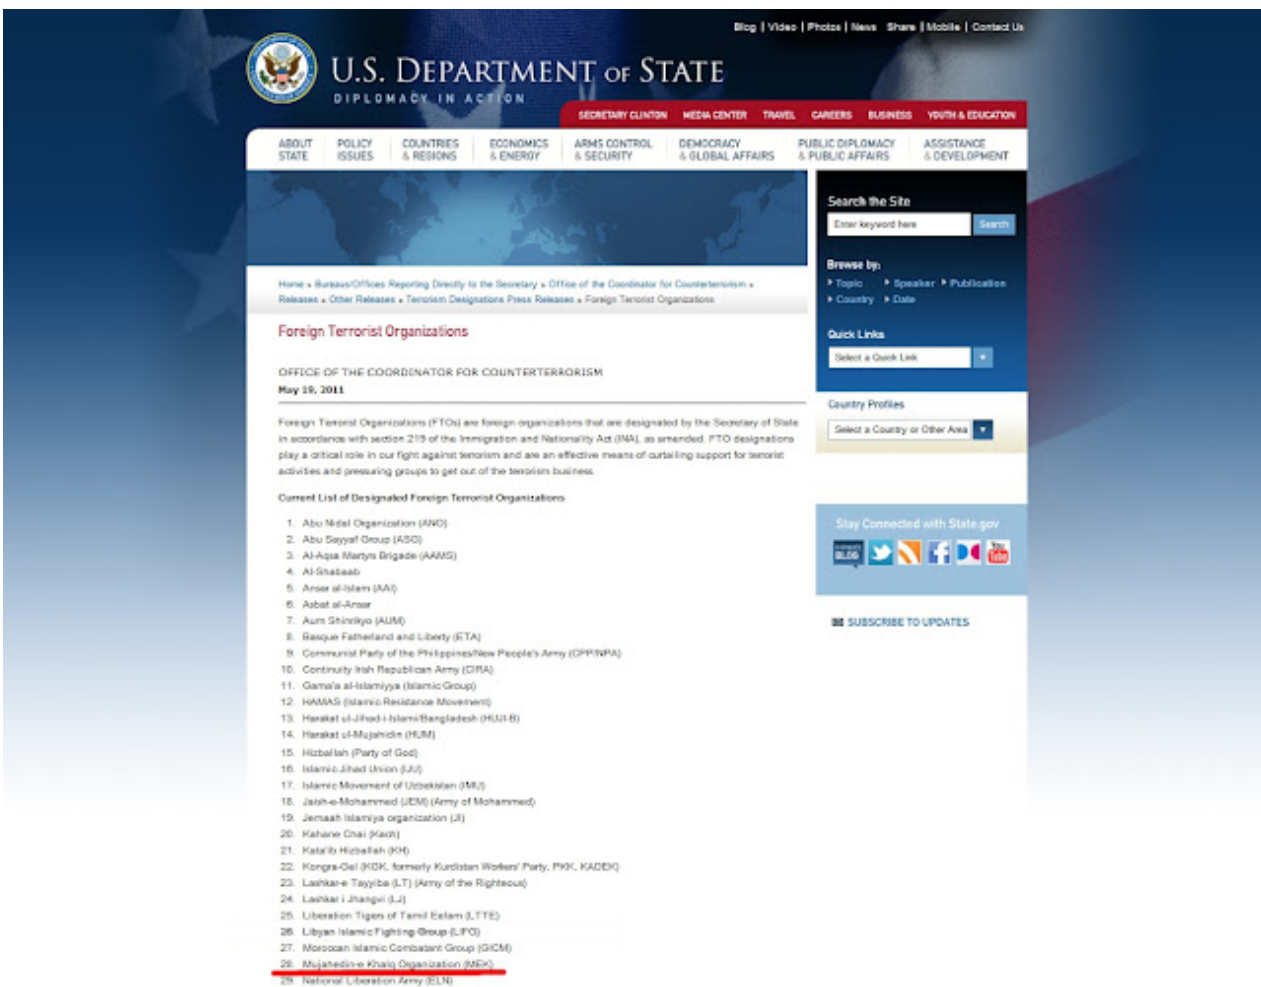 Blog | Video | Photos | News Share | Mobile | Contact Us
U.S. DEPARTMENT OF STATE
DIPLOMACY IN ACTION
SECRETARY CLINTON MEDIA CENTER TRAVEL CAREERS BUSINESS YOUTH & EDUCATION
ABOUT STATE POLICY ISSUES COUNTRIES & REGIONS ECONOMICS & ENERGY ARMS CONTROL & SECURITY DEMOCRACY & GLOBAL AFFAIRS PUBLIC DIPLOMACY & PUBLIC AFFAIRS ASSISTANCE & DEVELOPMENT
Home » Bureaus/Offices Reporting Directly to the Secretary » Office of the Coordinator for Counterterrorism »
Releases » Other Releases » Terrorism Designations Press Releases » Foreign Terrorist Organizations
Foreign Terrorist Organizations
OFFICE OF THE COORDINATOR FOR COUNTERTERRORISM
May 19, 2011
Foreign Terrorist Organizations (FTOs) are foreign organizations that are designated by the Secretary of State
in accordance with section 219 of the Immigration and Nationality Act (INA), as amended. FTO designations
play a critical role in our fight against terrorism and are an effective means of curtailing support for terrorist
activities and pressuring groups to get out of the terrorism business.
Current List of Designated Foreign Terrorist Organizations
1. Abu Nidal Organization (ANO)
2. Abu Sayyaf Group (ASG)
3. Al-Aqsa Martyrs Brigade (AAMS)
4. Al-Shabaab
5. Ansar al-Islam (AAI)
6. Asbat al-Ansar
7. Aum Shinrikyo (AUM)
8. Basque Fatherland and Liberty (ETA)
9. Communist Party of the Philippines/New People's Army (CPP/NPA)
10. Continuity Irish Republican Army (CIRA)
11. Gama'a al-Islamiyya (Islamic Group)
12. HAMAS (Islamic Resistance Movement)
13. Harakat ul-Jihad-i-Islami/Bangladesh (HUJI-B)
14. Harakat ul-Mujahidin (HUM)
15. Hizballah (Party of God)
16. Islamic Jihad Union (IJU)
17. Islamic Movement of Uzbekistan (IMU)
18. Jaish-e-Mohammed (JEM) (Army of Mohammed)
19. Jemaah Islamiya organization (JI)
20. Kahane Chai (Kach)
21. Kata'ib Hizballah (KH)
22. Kongra-Gel (KGK, formerly Kurdistan Workers' Party, PKK, KADEK)
23. Lashkar-e Tayyiba (LT) (Army of the Righteous)
24. Lashkar i Jhangvi (LJ)
25. Liberation Tigers of Tamil Eelam (LTTE)
26. Libyan Islamic Fighting Group (LIFG)
27. Moroccan Islamic Combatant Group (GICM)
28. Mujahedin-e Khalq Organization (MEK)
29. National Liberation Army (ELN)
Search the Site
Enter keyword here Search
Browse by:
Topic Speaker Publication
Country Date
Quick Links
Select a Quick Link
Country Profiles
Select a Country or Other Area
Stay Connected with State.gov
BLOG
You Tube
SUBSCRIBE TO UPDATES